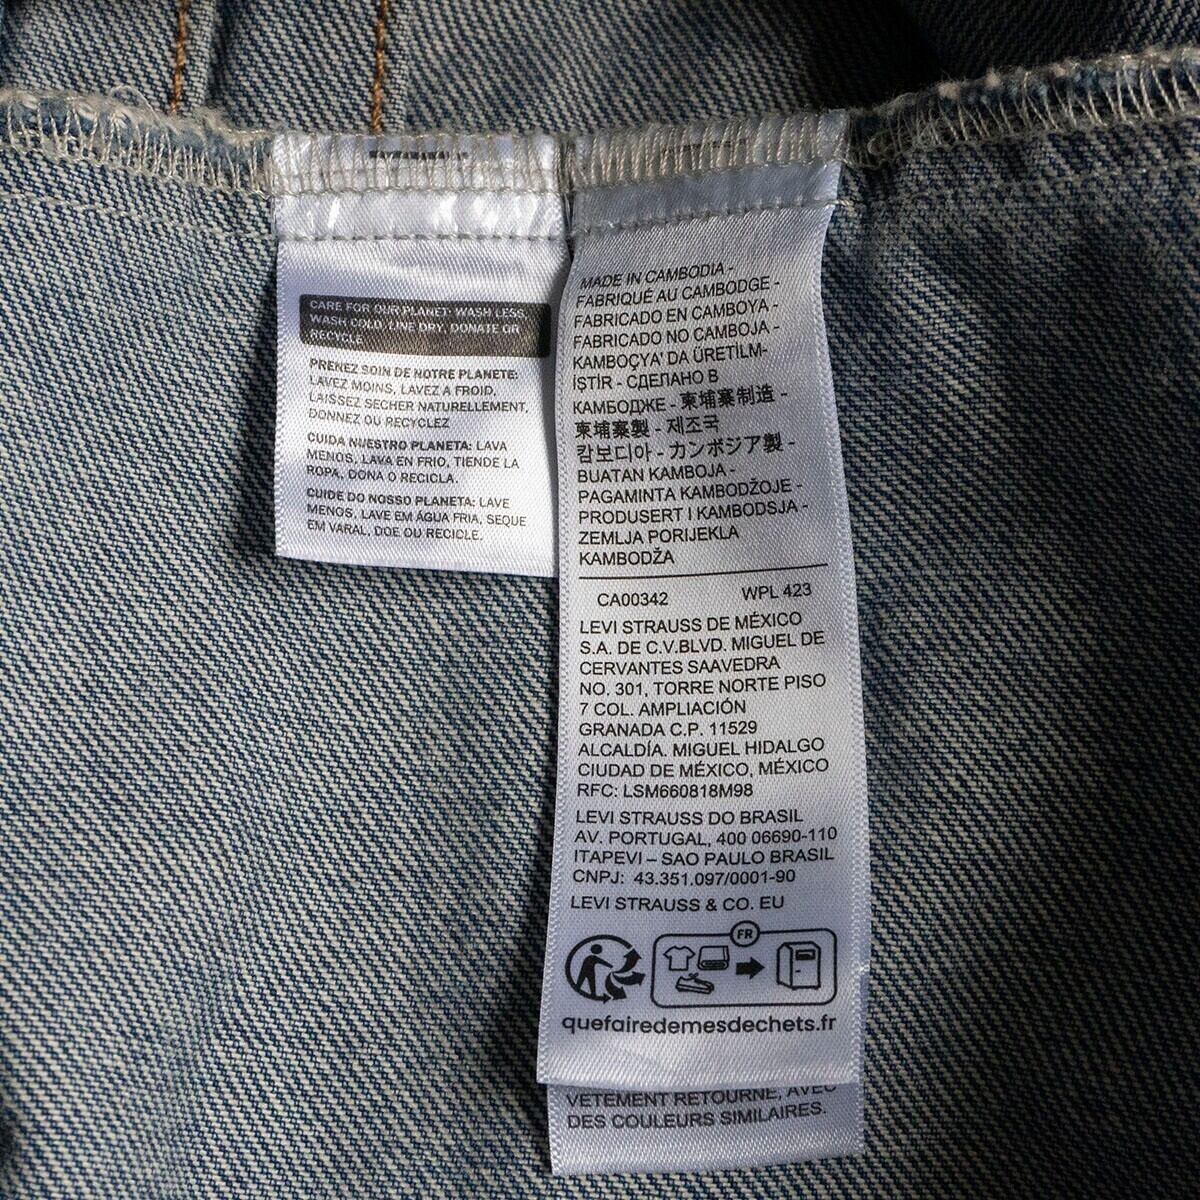 CARE FOR OUR PLANET: WASH LESS,
WASH COLD, LINE DRY, DONATE OR
RECYCLE
PRENEZ SOIN DE NOTRE PLANETE:
LAVEZ MOINS, LAVEZ A FROID,
LAISSEZ SECHER NATURELLEMENT,
DONNEZ OU RECYCLEZ
CUIDA NUESTRO PLANETA: LAVA
MENOS, LAVA EN FRIO, TIENDE LA
ROPA, DONA O RECICLA.
CUIDE DO NOSSO PLANETA: LAVE
MENOS, LAVE EM ÁGUA FRIA, SEQUE
EM VARAL, DOE OU RECICLE.
MADE IN CAMBODIA -
FABRIQUÉ AU CAMBODGE -
FABRICADO EN CAMBOYA -
FABRICADO NO CAMBOJA -
KAMBOÇYA' DA ÜRETILM-
İŞTİR - СДЕЛАНО В
КАМБОДЖЕ - 柬埔寨制造 -
柬埔寨製 - 제조국
캄보디아 - カンボジア製 -
BUATAN KAMBOJA -
PAGAMINTA KAMBODŽOJE -
PRODUSERT I KAMBODSJA -
ZEMLJA PORIJEKLA
KAMBODŽA
CA00342 WPL 423
LEVI STRAUSS DE MÉXICO
S.A. DE C.V.BLVD. MIGUEL DE
CERVANTES SAAVEDRA
NO. 301, TORRE NORTE PISO
7 COL. AMPLIACIÓN
GRANADA C.P. 11529
ALCALDÍA. MIGUEL HIDALGO
CIUDAD DE MÉXICO, MÉXICO
RFC: LSM660818M98
LEVI STRAUSS DO BRASIL
AV. PORTUGAL, 400 06690-110
ITAPEVI – SAO PAULO BRASIL
CNPJ: 43.351.097/0001-90
LEVI STRAUSS & CO. EU
FR
quefairedemesdechets.fr
VETEMENT RETOURNE, AVEC
DES COULEURS SIMILAIRES.